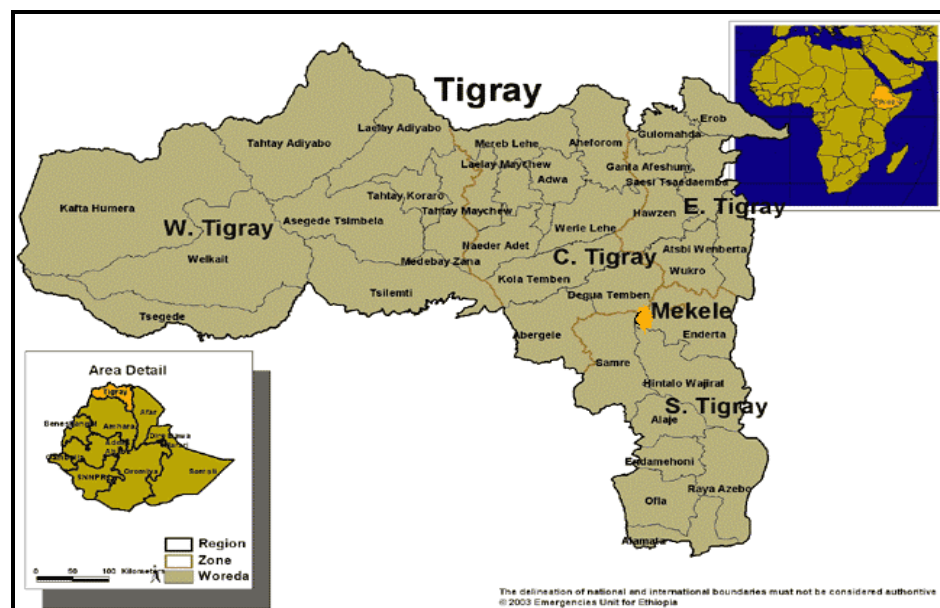 Tigray
Erob
Gulomahda
Laelay Adiyabo
Tahtay Adiyabo
Mereb Lehe
Aheferom
Ganta Afeshum
Laelay Maychew
Adwa
Saesi Tsaedaemba
Kafta Humera
Tahtay Koraro
Tahtay Maychew
Hawzen
E. Tigray
W. Tigray
Asegede Tsimbela
Werie Lehe
Naeder Adet
Atsbi Wenberta
Welkait
Medebay Zana
C. Tigray
Wukro
Kola Temben
Tsilemti
Degua Temben
Tsegede
Mekele
Abergele
Enderta
Samre
Hintalo Wajirat
S. Tigray
Alaje
Endamehoni
Raya Azebo
Ofla
Alamata
Area Detail
Tigray
Afar
Amhara
Oromiya
Somali
Region
Zone
Woreda
0 50 100 Kilometers
The delineation of national and international boundaries must not be considered authoritive
© 2003 Emergencies Unit for Ethiopia